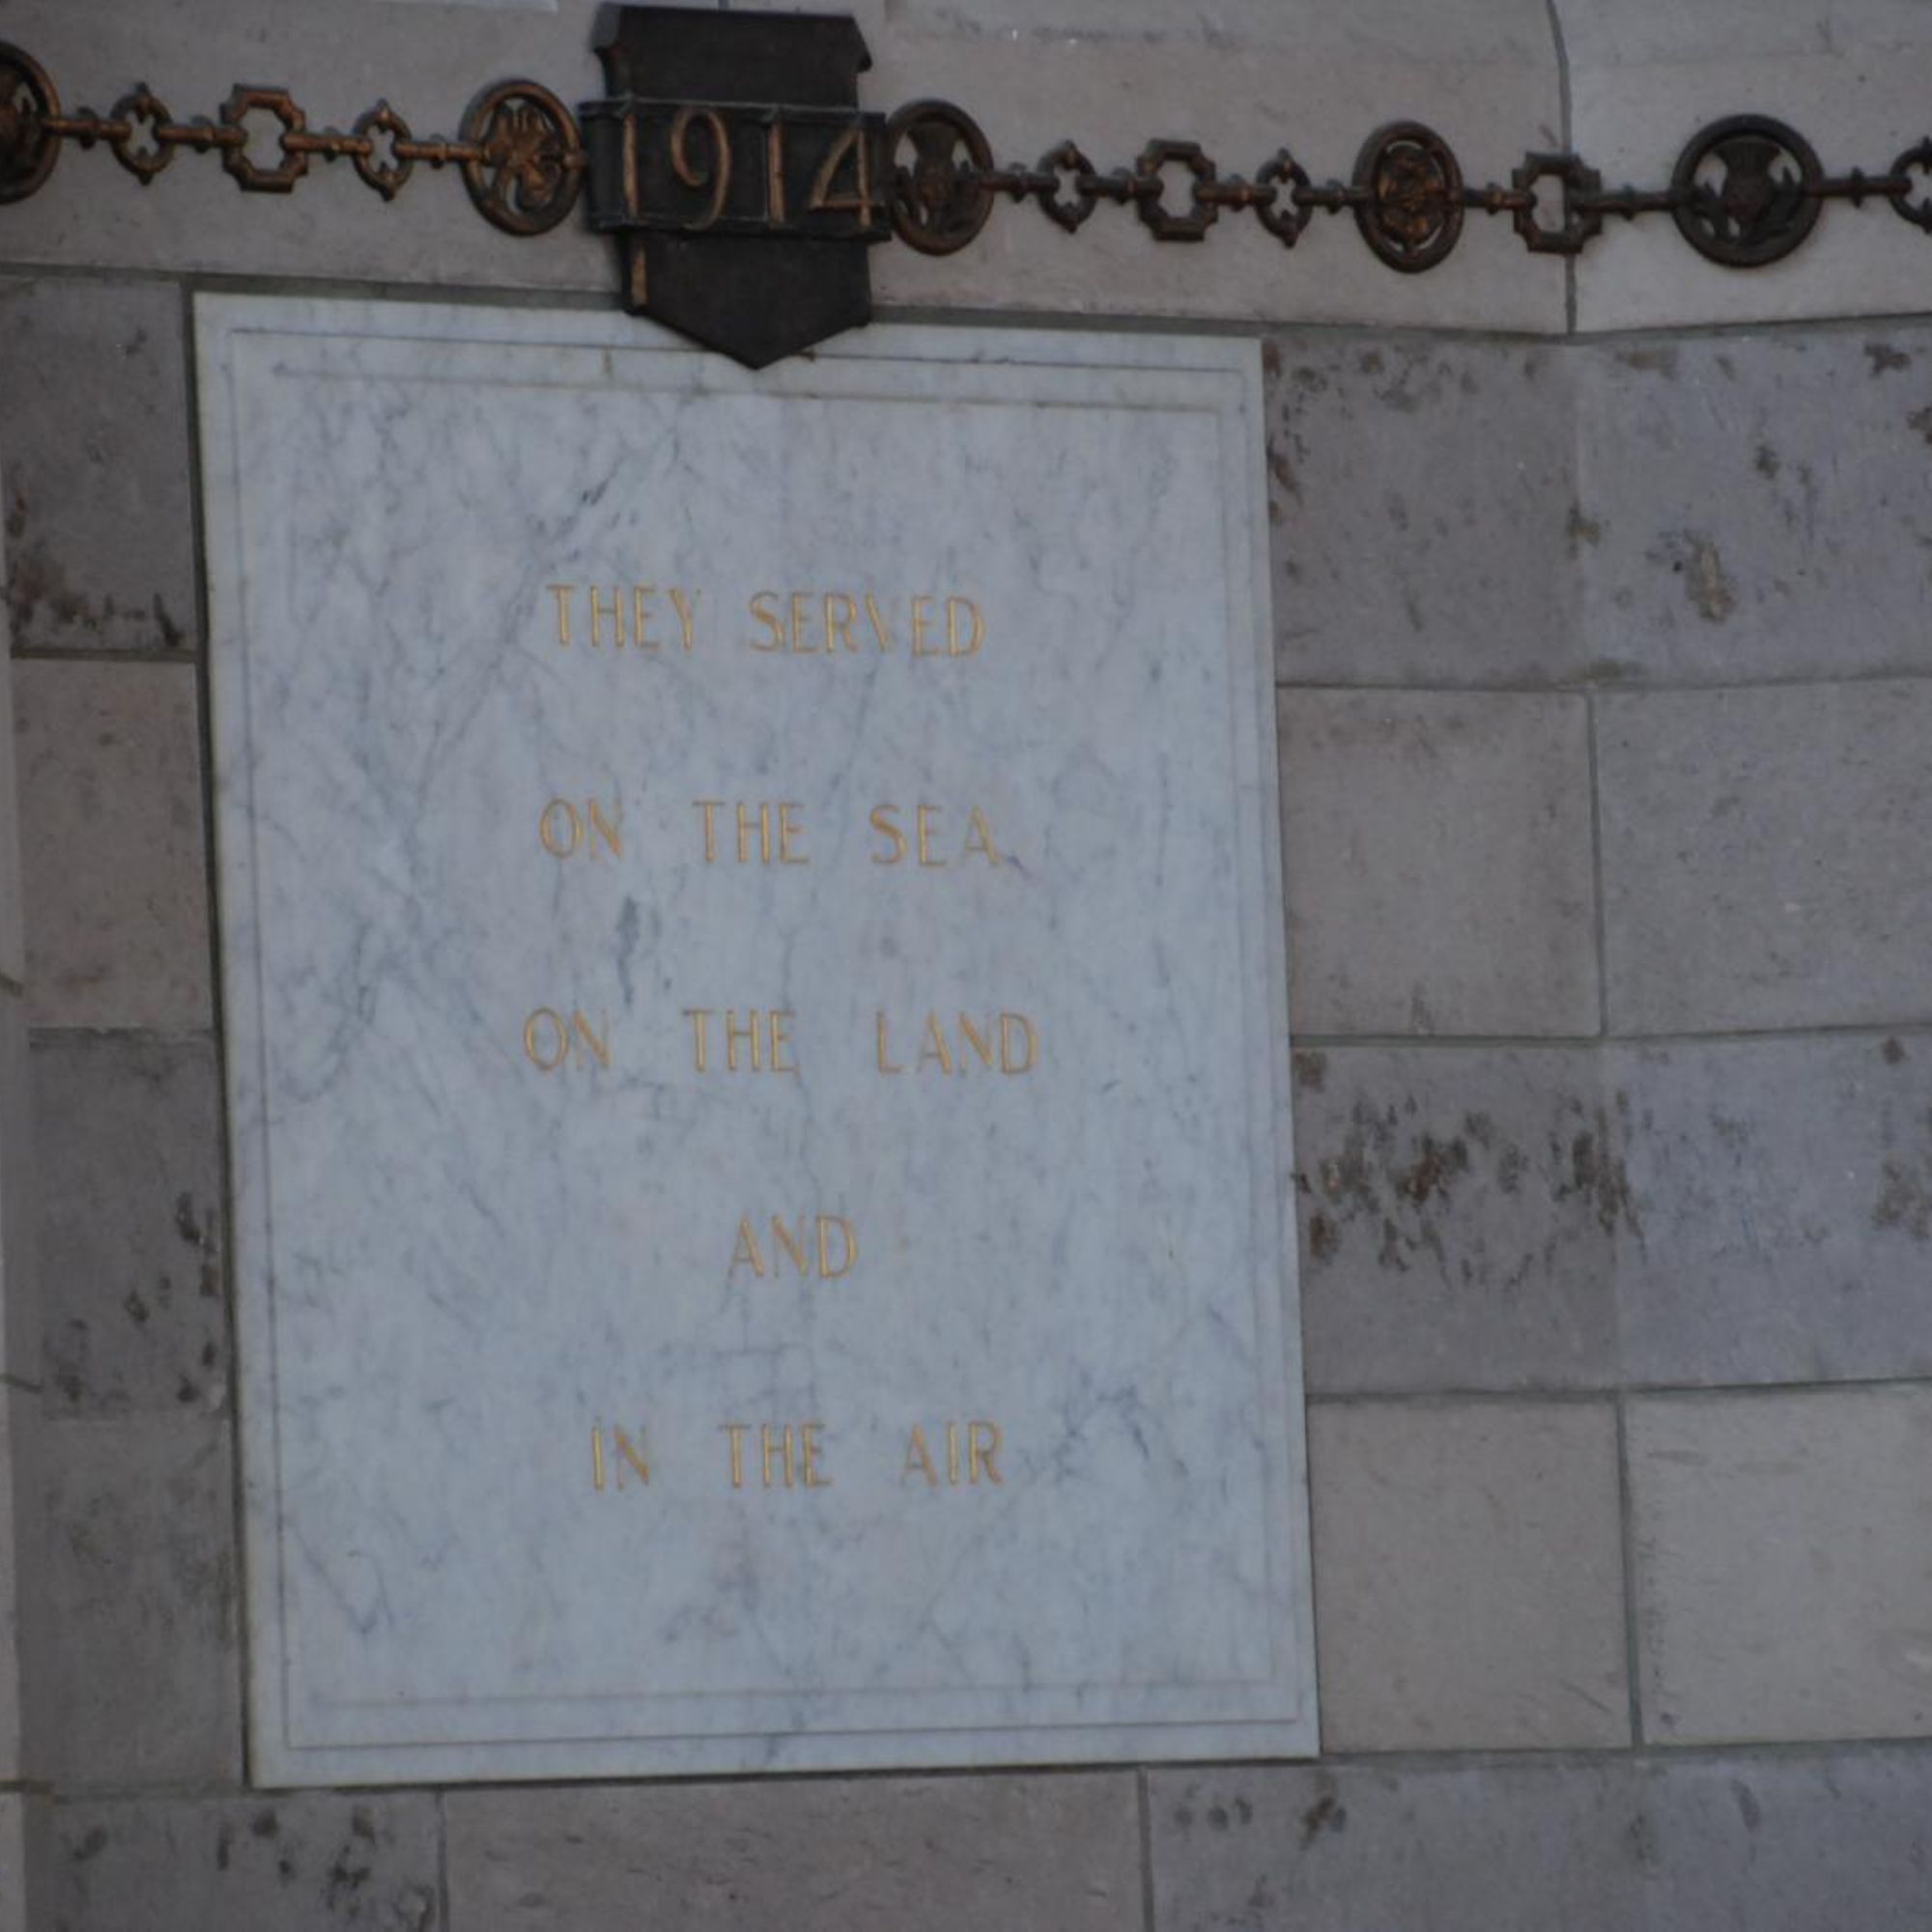 1914
THEY SERVED
ON THE SEA
ON THE LAND
AND
IN THE AIR